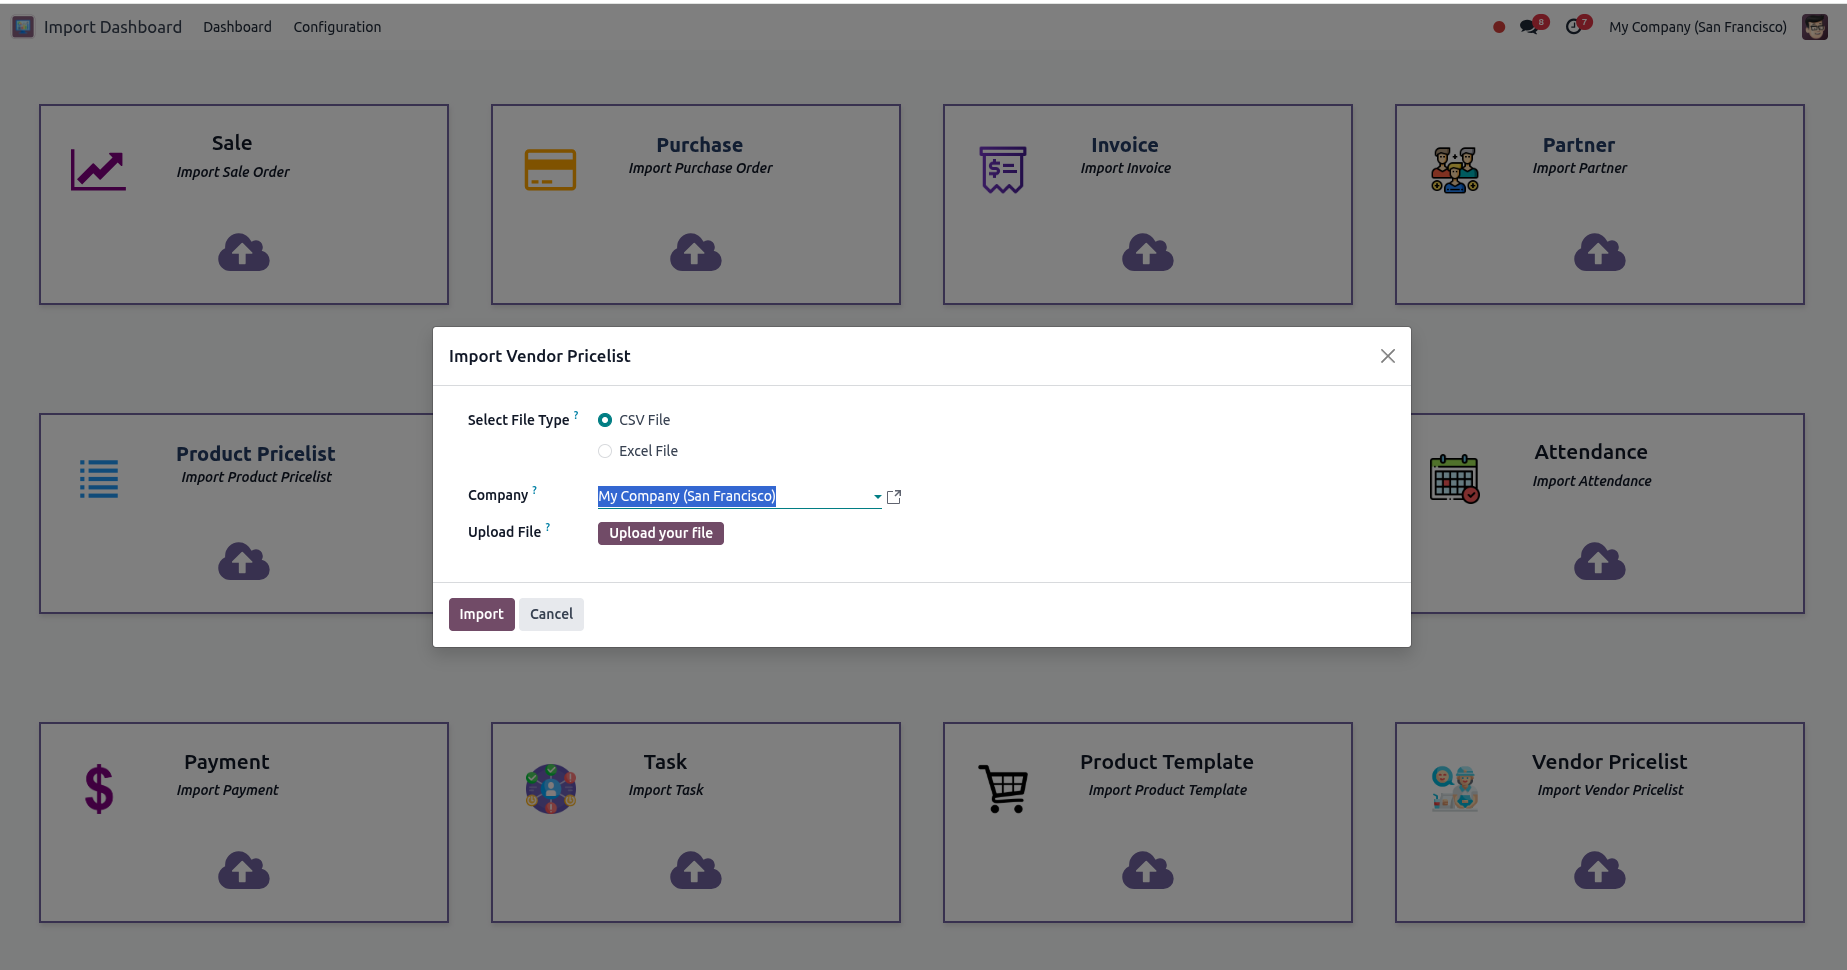 Import Dashboard Dashboard Configuration 8 7 My Company (San Francisco)
Sale
Import Sale Order
Purchase
Import Purchase Order
Invoice
Import Invoice
Partner
Import Partner
Import Vendor Pricelist
Select File Type ? CSV File
Excel File
Company ? My Company (San Francisco)
Upload File ? Upload your file
Import Cancel
Product Pricelist
Import Product Pricelist
Attendance
Import Attendance
Payment
Import Payment
Task
Import Task
Product Template
Import Product Template
Vendor Pricelist
Import Vendor Pricelist